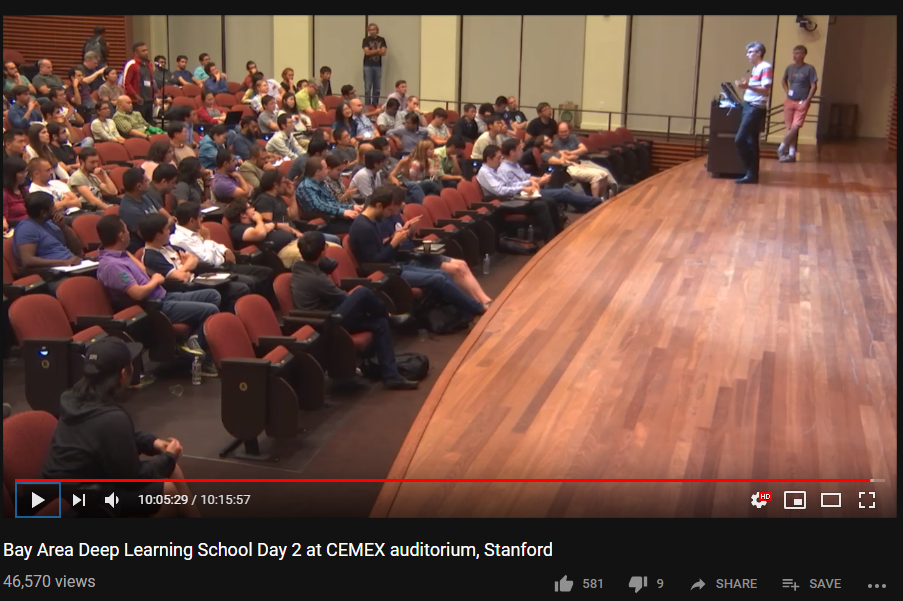 10:05:29 / 10:15:57
HD
Bay Area Deep Learning School Day 2 at CEMEX auditorium, Stanford
46,570 views
581
9
SHARE
SAVE